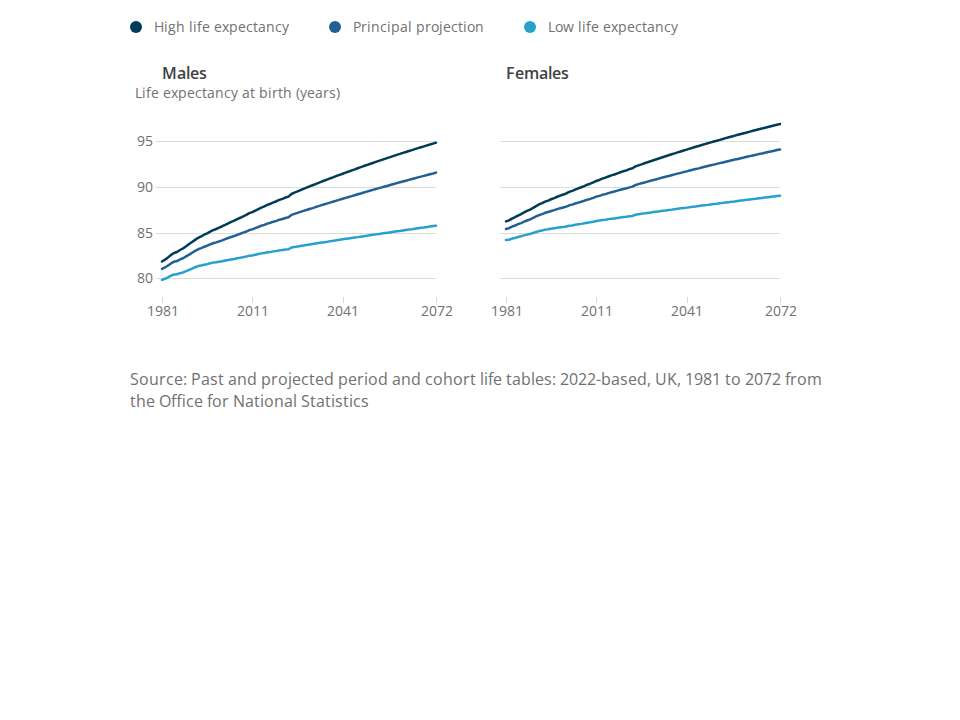 High life expectancy
Principal projection
Low life expectancy
Males
Females
Life expectancy at birth (years)
95
90
85
80
1981
2011
2041
2072
1981
2011
2041
2072
Source: Past and projected period and cohort life tables: 2022-based, UK, 1981 to 2072 from
the Office for National Statistics